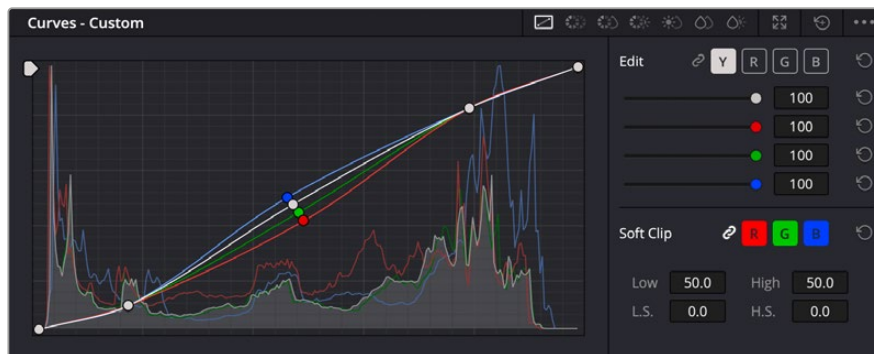 Curves - Custom
Edit Y R G B
100
100
100
100
Soft Clip R G B
Low 50.0 High 50.0
L.S. 0.0 H.S. 0.0